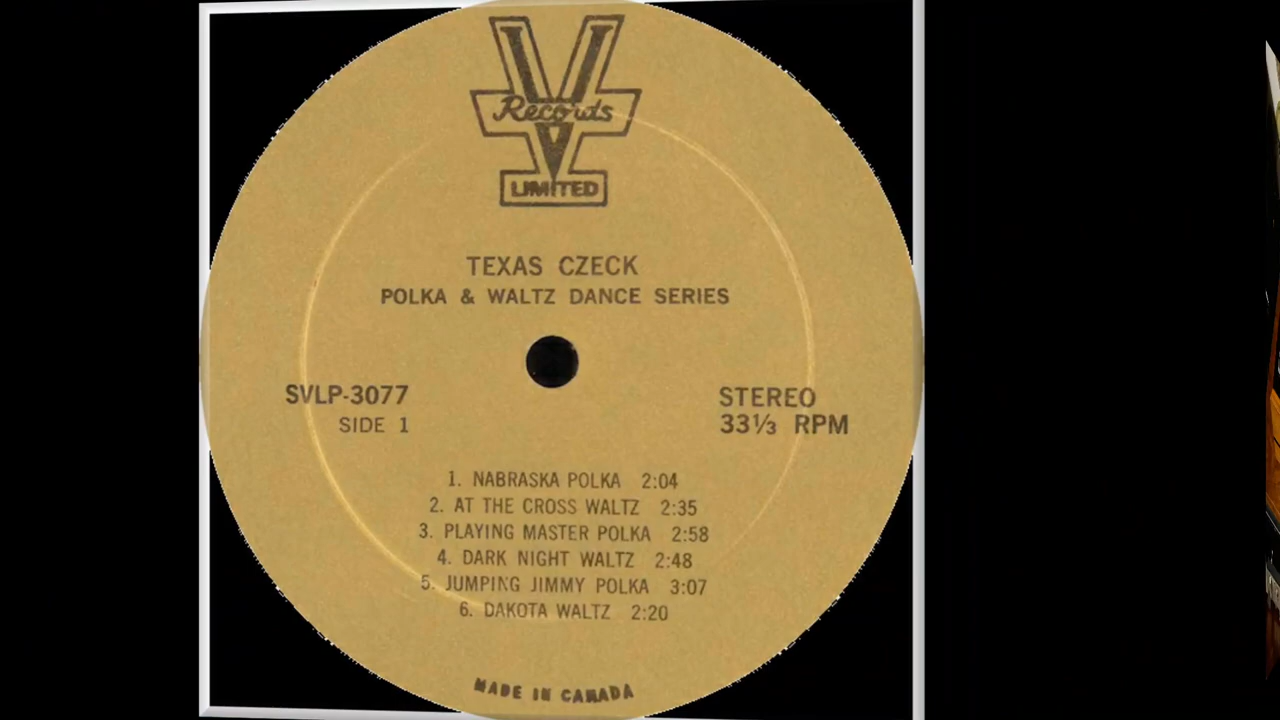 V
Records
LIMITED
TEXAS CZECK
POLKA & WALTZ DANCE SERIES
SVLP-3077
SIDE 1
STEREO
33⅓ RPM
1. NABRASKA POLKA 2:04
2. AT THE CROSS WALTZ 2:35
3. PLAYING MASTER POLKA 2:58
4. DARK NIGHT WALTZ 2:48
5. JUMPING JIMMY POLKA 3:07
6. DAKOTA WALTZ 2:20
MADE IN CANADA